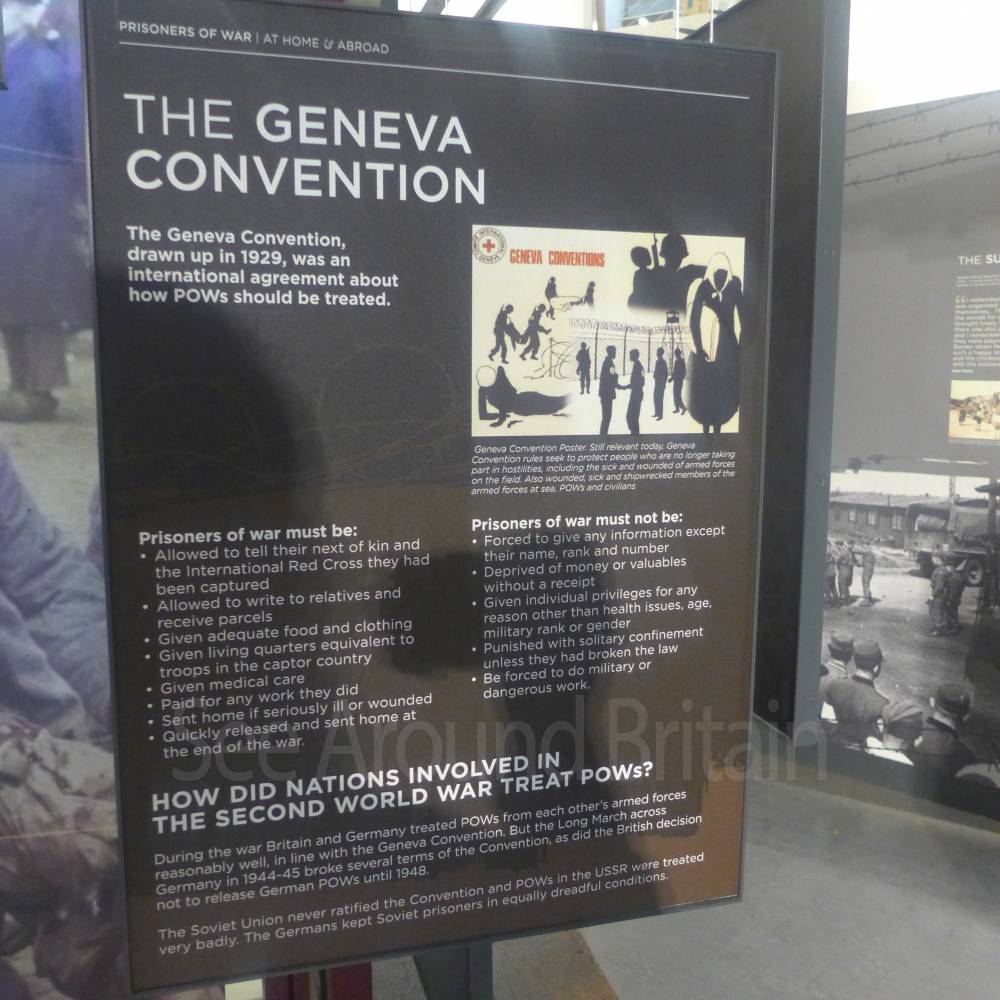 PRISONERS OF WAR | AT HOME & ABROAD
THE GENEVA
CONVENTION
The Geneva Convention,
drawn up in 1929, was an
international agreement about
how POWs should be treated.
GENEVA CONVENTIONS
Geneva Convention Poster. Still relevant today, Geneva
Convention rules seek to protect people who are no longer taking
part in hostilities, including the sick and wounded of armed forces
on the field. Also wounded, sick and shipwrecked members of the
armed forces at sea, POWs and civilians
Prisoners of war must be:
• Allowed to tell their next of kin and
the International Red Cross they had
been captured
• Allowed to write to relatives and
receive parcels
• Given adequate food and clothing
• Given living quarters equivalent to
troops in the captor country
• Given medical care
• Paid for any work they did
• Sent home if seriously ill or wounded
• Quickly released and sent home at
the end of the war.
Prisoners of war must not be:
• Forced to give any information except
their name, rank and number
• Deprived of money or valuables
without a receipt
• Given individual privileges for any
reason other than health issues, age,
military rank or gender
• Punished with solitary confinement
unless they had broken the law
• Be forced to do military or
dangerous work.
See Around Britain
HOW DID NATIONS INVOLVED IN
THE SECOND WORLD WAR TREAT POWs?
During the war Britain and Germany treated POWs from each other's armed forces
reasonably well, in line with the Geneva Convention. But the Long March across
Germany in 1944-45 broke several terms of the Convention, as did the British decision
not to release German POWs until 1948.
The Soviet Union never ratified the Convention and POWs in the USSR were treated
very badly. The Germans kept Soviet prisoners in equally dreadful conditions.
THE SU